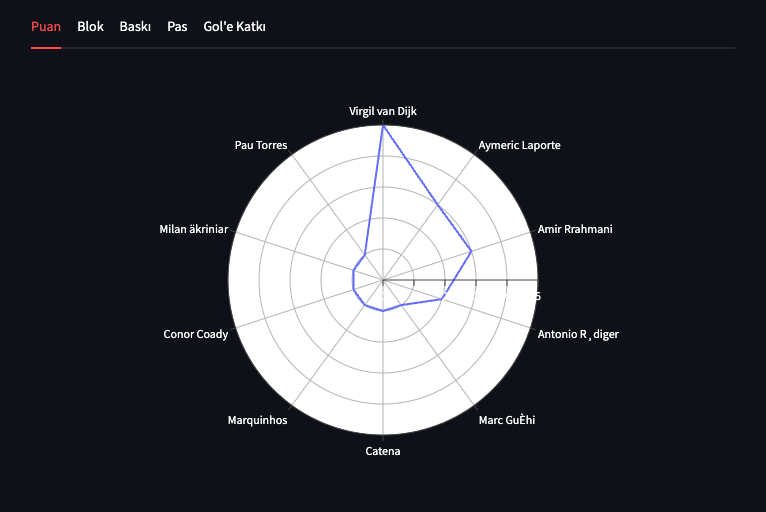 Puan Blok Baskı Pas Gol'e Katkı
Virgil van Dijk
Pau Torres
Aymeric Laporte
Milan äkriniar
Amir Rrahmani
5
Conor Coady
Antonio R¸diger
Marquinhos
Marc GuÈhi
Catena